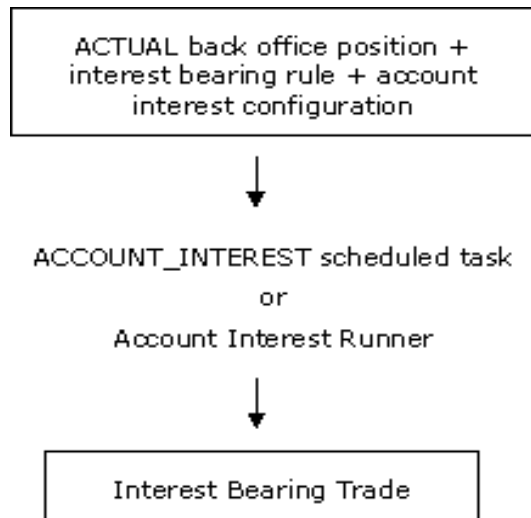 ACTUAL back office position +
interest bearing rule + account
interest configuration
ACCOUNT_INTEREST scheduled task
or
Account Interest Runner
Interest Bearing Trade